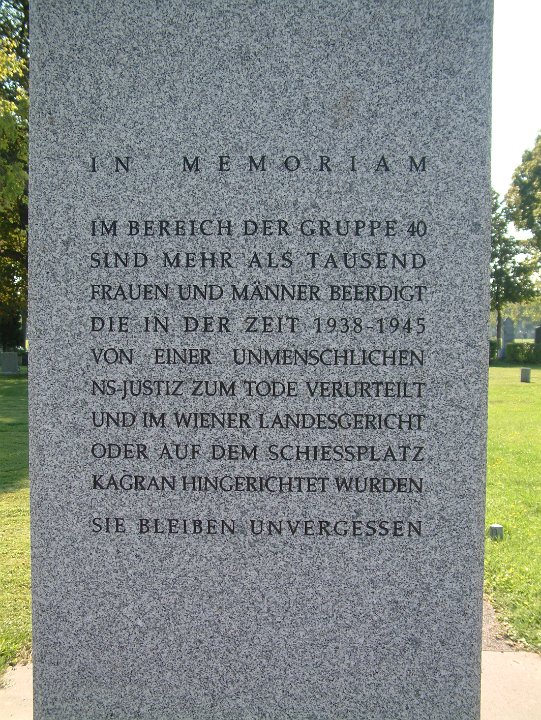 IN MEMORIAM
IM BEREICH DER GRUPPE 40
SIND MEHR ALS TAUSEND
FRAUEN UND MÄNNER BEERDIGT
DIE IN DER ZEIT 1938-1945
VON EINER UNMENSCHLICHEN
NS-JUSTIZ ZUM TODE VERURTEILT
UND IM WIENER LANDESGERICHT
ODER AUF DEM SCHIESSPLATZ
KAGRAN HINGERICHTET WURDEN
SIE BLEIBEN UNVERGESSEN